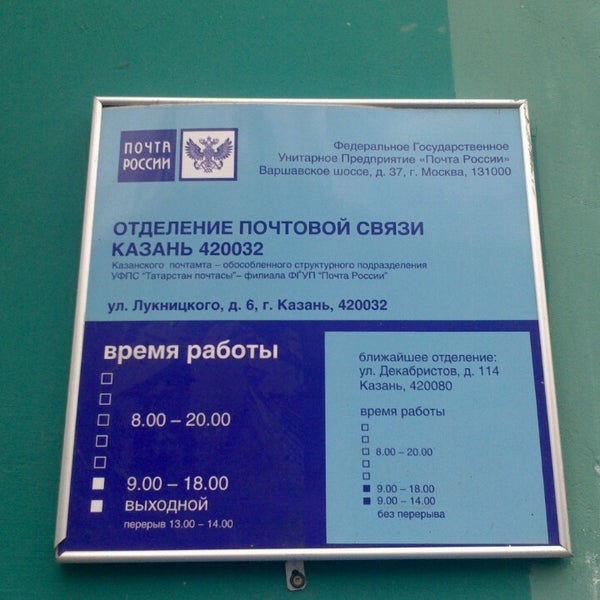 ПОЧТА
РОССИИ
Федеральное Государственное
Унитарное Предприятие «Почта России»
Варшавское шоссе, д. 37, г. Москва, 131000
ОТДЕЛЕНИЕ ПОЧТОВОЙ СВЯЗИ
КАЗАНЬ 420032
Казанского почтамта – обособленного структурного подразделения
УФПС "Татарстан почтасы"– филиала ФГУП "Почта России"
ул. Лукницкого, д. 6, г. Казань, 420032
время работы
8.00 – 20.00
9.00 – 18.00
ВЫХОДНОЙ
перерыв 13.00 – 14.00
ближайшее отделение:
ул. Декабристов, д. 114
Казань, 420080
время работы
8.00 – 20.00
9.00 – 18.00
9.00 – 14.00
без перерыва